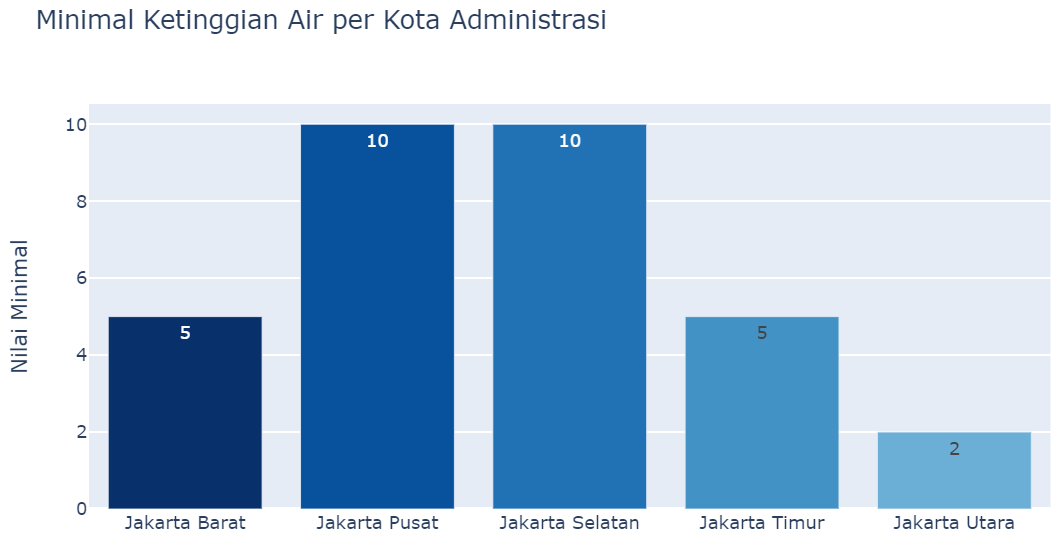 Minimal Ketinggian Air per Kota Administrasi
Nilai Minimal
10
8
6
4
2
0
5
10
10
5
2
Jakarta Barat
Jakarta Pusat
Jakarta Selatan
Jakarta Timur
Jakarta Utara